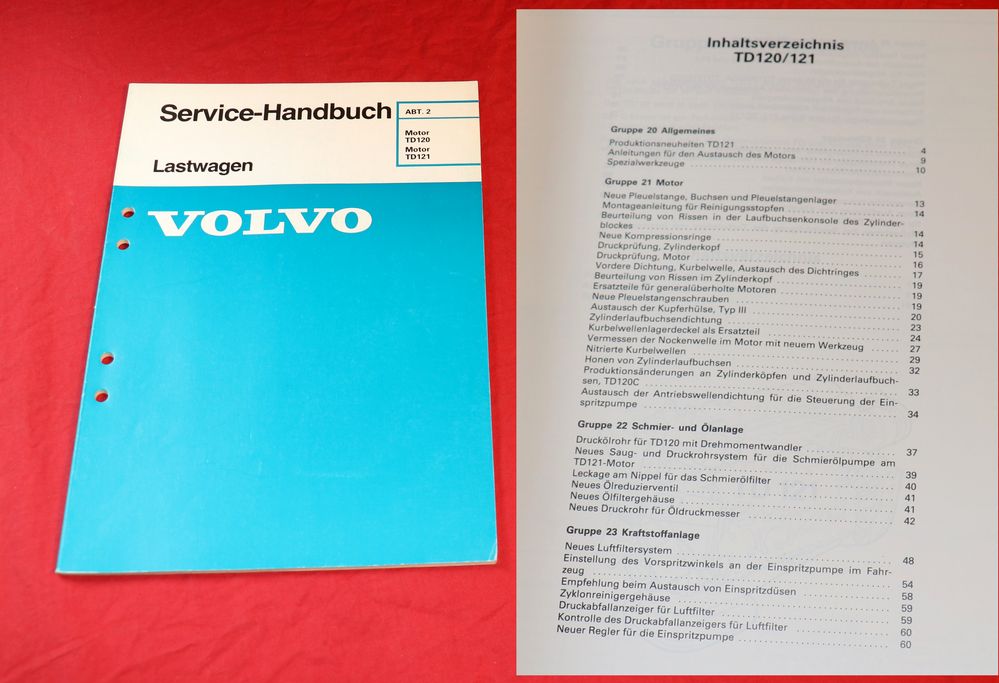 Service-Handbuch
ABT. 2
Motor
TD120
Motor
TD121
Lastwagen
VOLVO
Inhaltsverzeichnis
TD120/121
Gruppe 20 Allgemeines
Produktionsneuheiten TD121 4
Anleitungen für den Austausch des Motors 9
Spezialwerkzeuge 10
Gruppe 21 Motor
Neue Pleuelstange, Buchsen und Pleuelstangenlager 13
Montageanleitung für Reinigungsstopfen 14
Beurteilung von Rissen in der Laufbuchsenkonsole des Zylinder-
blockes 14
Neue Kompressionsringe 14
Druckprüfung, Zylinderkopf 15
Druckprüfung, Motor 16
Vordere Dichtung, Kurbelwelle, Austausch des Dichtringes 17
Beurteilung von Rissen im Zylinderkopf 19
Ersatzteile für generalüberholte Motoren 19
Neue Pleuelstangenschrauben 19
Austausch der Kupferhülse, Typ III 20
Zylinderlaufbuchsendichtung 23
Kurbelwellenlagerdeckel als Ersatzteil 24
Vermessen der Nockenwelle im Motor mit neuem Werkzeug 27
Nitrierte Kurbelwellen 29
Honen von Zylinderlaufbuchsen 32
Produktionsänderungen an Zylinderköpfen und Zylinderlaufbuch-
sen, TD120C 33
Austausch der Antriebswellendichtung für die Steuerung der Ein-
spritzpumpe 34
Gruppe 22 Schmier- und Ölanlage
Druckölrohr für TD120 mit Drehmomentwandler 37
Neues Saug- und Druckrohrsystem für die Schmierölpumpe am
TD121-Motor 39
Leckage am Nippel für das Schmierölfilter 40
Neues Ölreduzierventil 41
Neues Ölfiltergehäuse 41
Neues Druckrohr für Öldruckmesser 42
Gruppe 23 Kraftstoffanlage
Neues Luftfiltersystem 48
Einstellung des Vorspritzwinkels an der Einspritzpumpe im Fahr-
zeug 54
Empfehlung beim Austausch von Einspritzdüsen 58
Zyklonreinigergehäuse 59
Druckabfallanzeiger für Luftfilter 59
Kontrolle des Druckabfallanzeigers für Luftfilter 60
Neuer Regler für die Einspritzpumpe 60